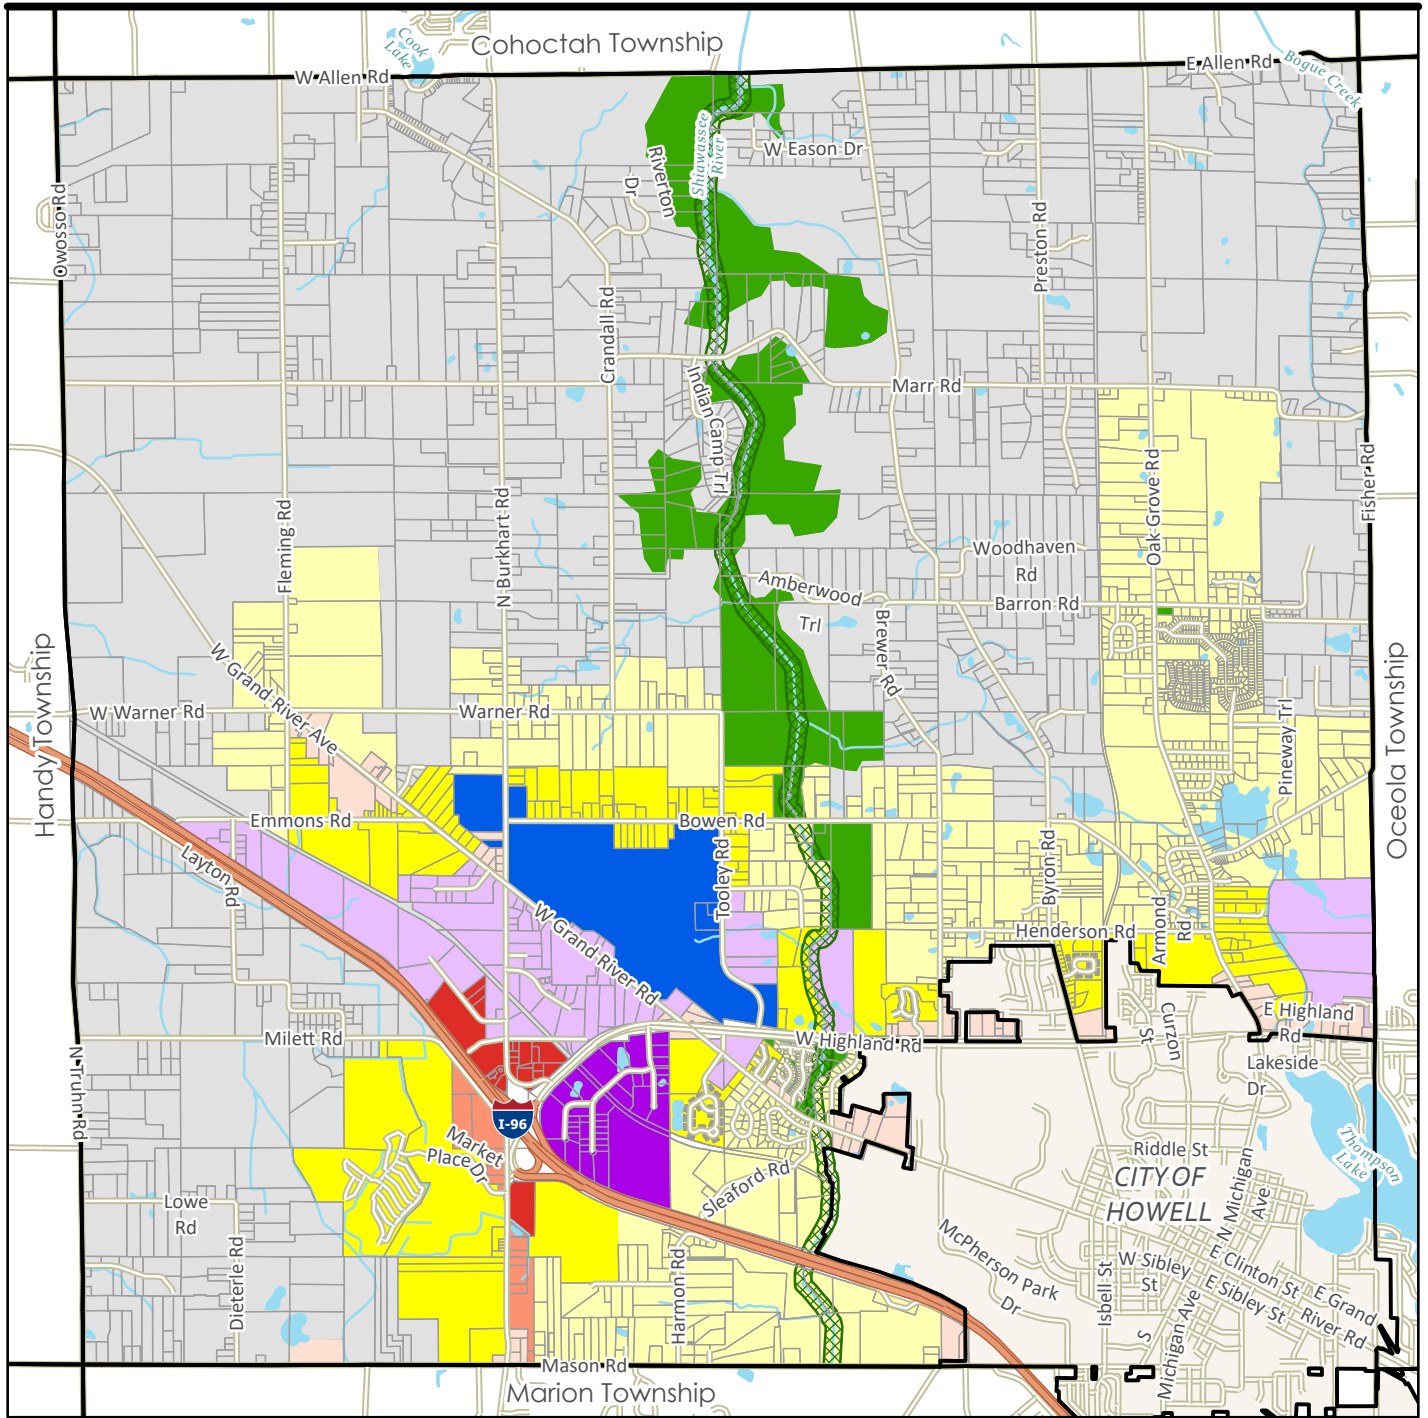 Cohoctah Township
Cook
Lake
W Allen Rd
E Allen Rd
Bogue Creek
Shiawassee
River
W Eason Dr
Riverton
Dr
Owosso Rd
Preston Rd
Crandall Rd
Marr Rd
Indian Camp Trl
Oak Grove Rd
Fisher Rd
Fleming Rd
N Burkhart Rd
Woodhaven
Rd
Amberwood
Trl
Barron Rd
Brewer Rd
Handy Township
W Grand River Ave
W Warner Rd
Warner Rd
Pineway Trl
Oceola Township
Emmons Rd
Bowen Rd
Layton Rd
Tooley Rd
Byron Rd
Armond
Rd
Henderson Rd
W Grand River Rd
Milett Rd
W Highland Rd
Curzon
St
E Highland
Rd
Lakeside
Dr
N Truhn Rd
I-96
Market
Place Dr
Thompson
Lake
Riddle St
CITY OF
HOWELL
Sleaford Rd
Lowe
Rd
N Michigan
Ave
Dieterle Rd
Harmon Rd
McPherson Park
Dr
Isbell St
W Sibley
St
E Clinton St
E Sibley St
E Grand
River Rd
S
Michigan Ave
Mason Rd
Marion Township